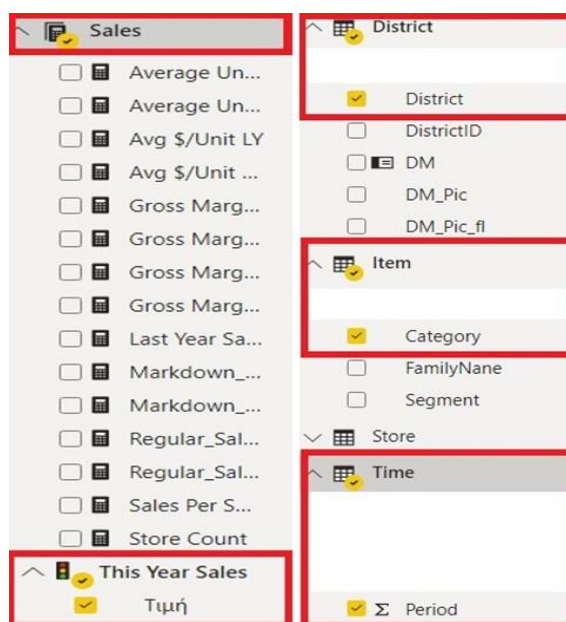 Sales
Average Un...
Average Un...
Avg $/Unit LY
Avg $/Unit ...
Gross Marg...
Gross Marg...
Gross Marg...
Gross Marg...
Last Year Sa...
Markdown_...
Markdown_...
Regular_Sal...
Regular_Sal...
Sales Per S...
Store Count
This Year Sales
Τιμή
District
District
DistrictID
DM
DM_Pic
DM_Pic_fl
Item
Category
FamilyNane
Segment
Store
Time
Σ Period